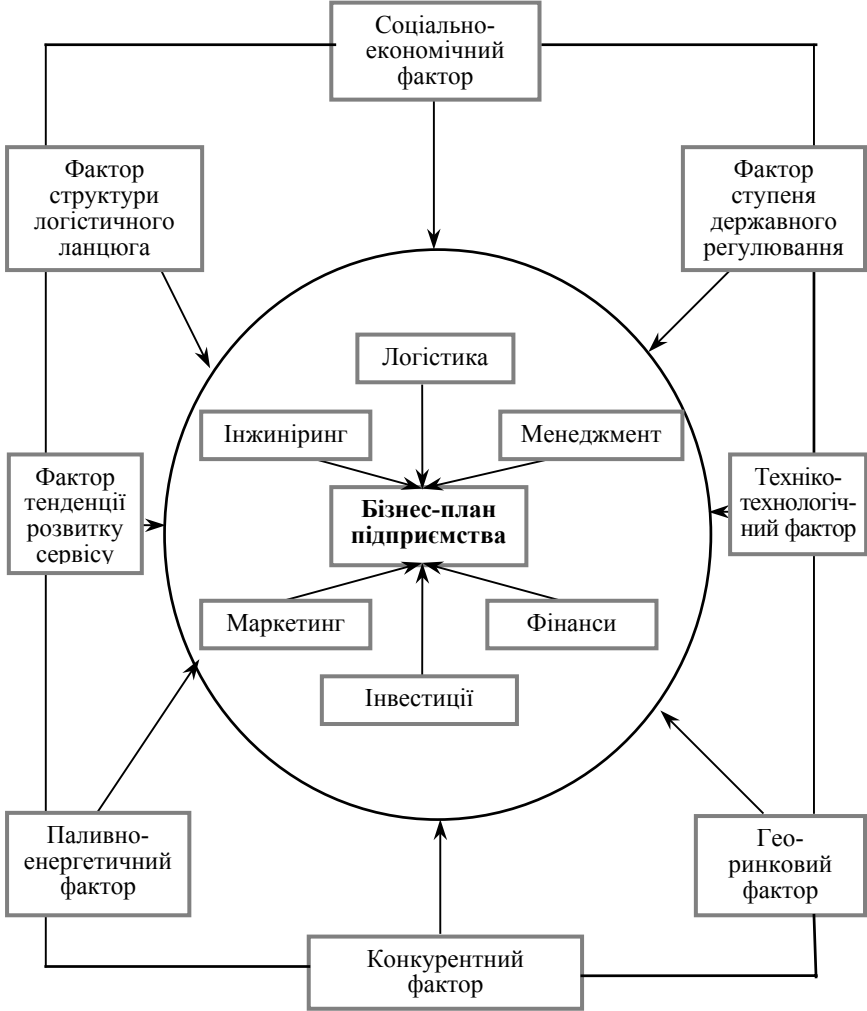 Соціально-
економічний
фактор
Фактор
структури
логістичного
ланцюга
Фактор
ступеня
державного
регулювання
Логістика
Інжиніринг
Менеджмент
Фактор
тенденції
розвитку
сервісу
Бізнес-план
підприємства
Техніко-
технологіч-
ний фактор
Маркетинг
Фінанси
Інвестиції
Паливно-
енергетичний
фактор
Гео-
ринковий
фактор
Конкурентний
фактор